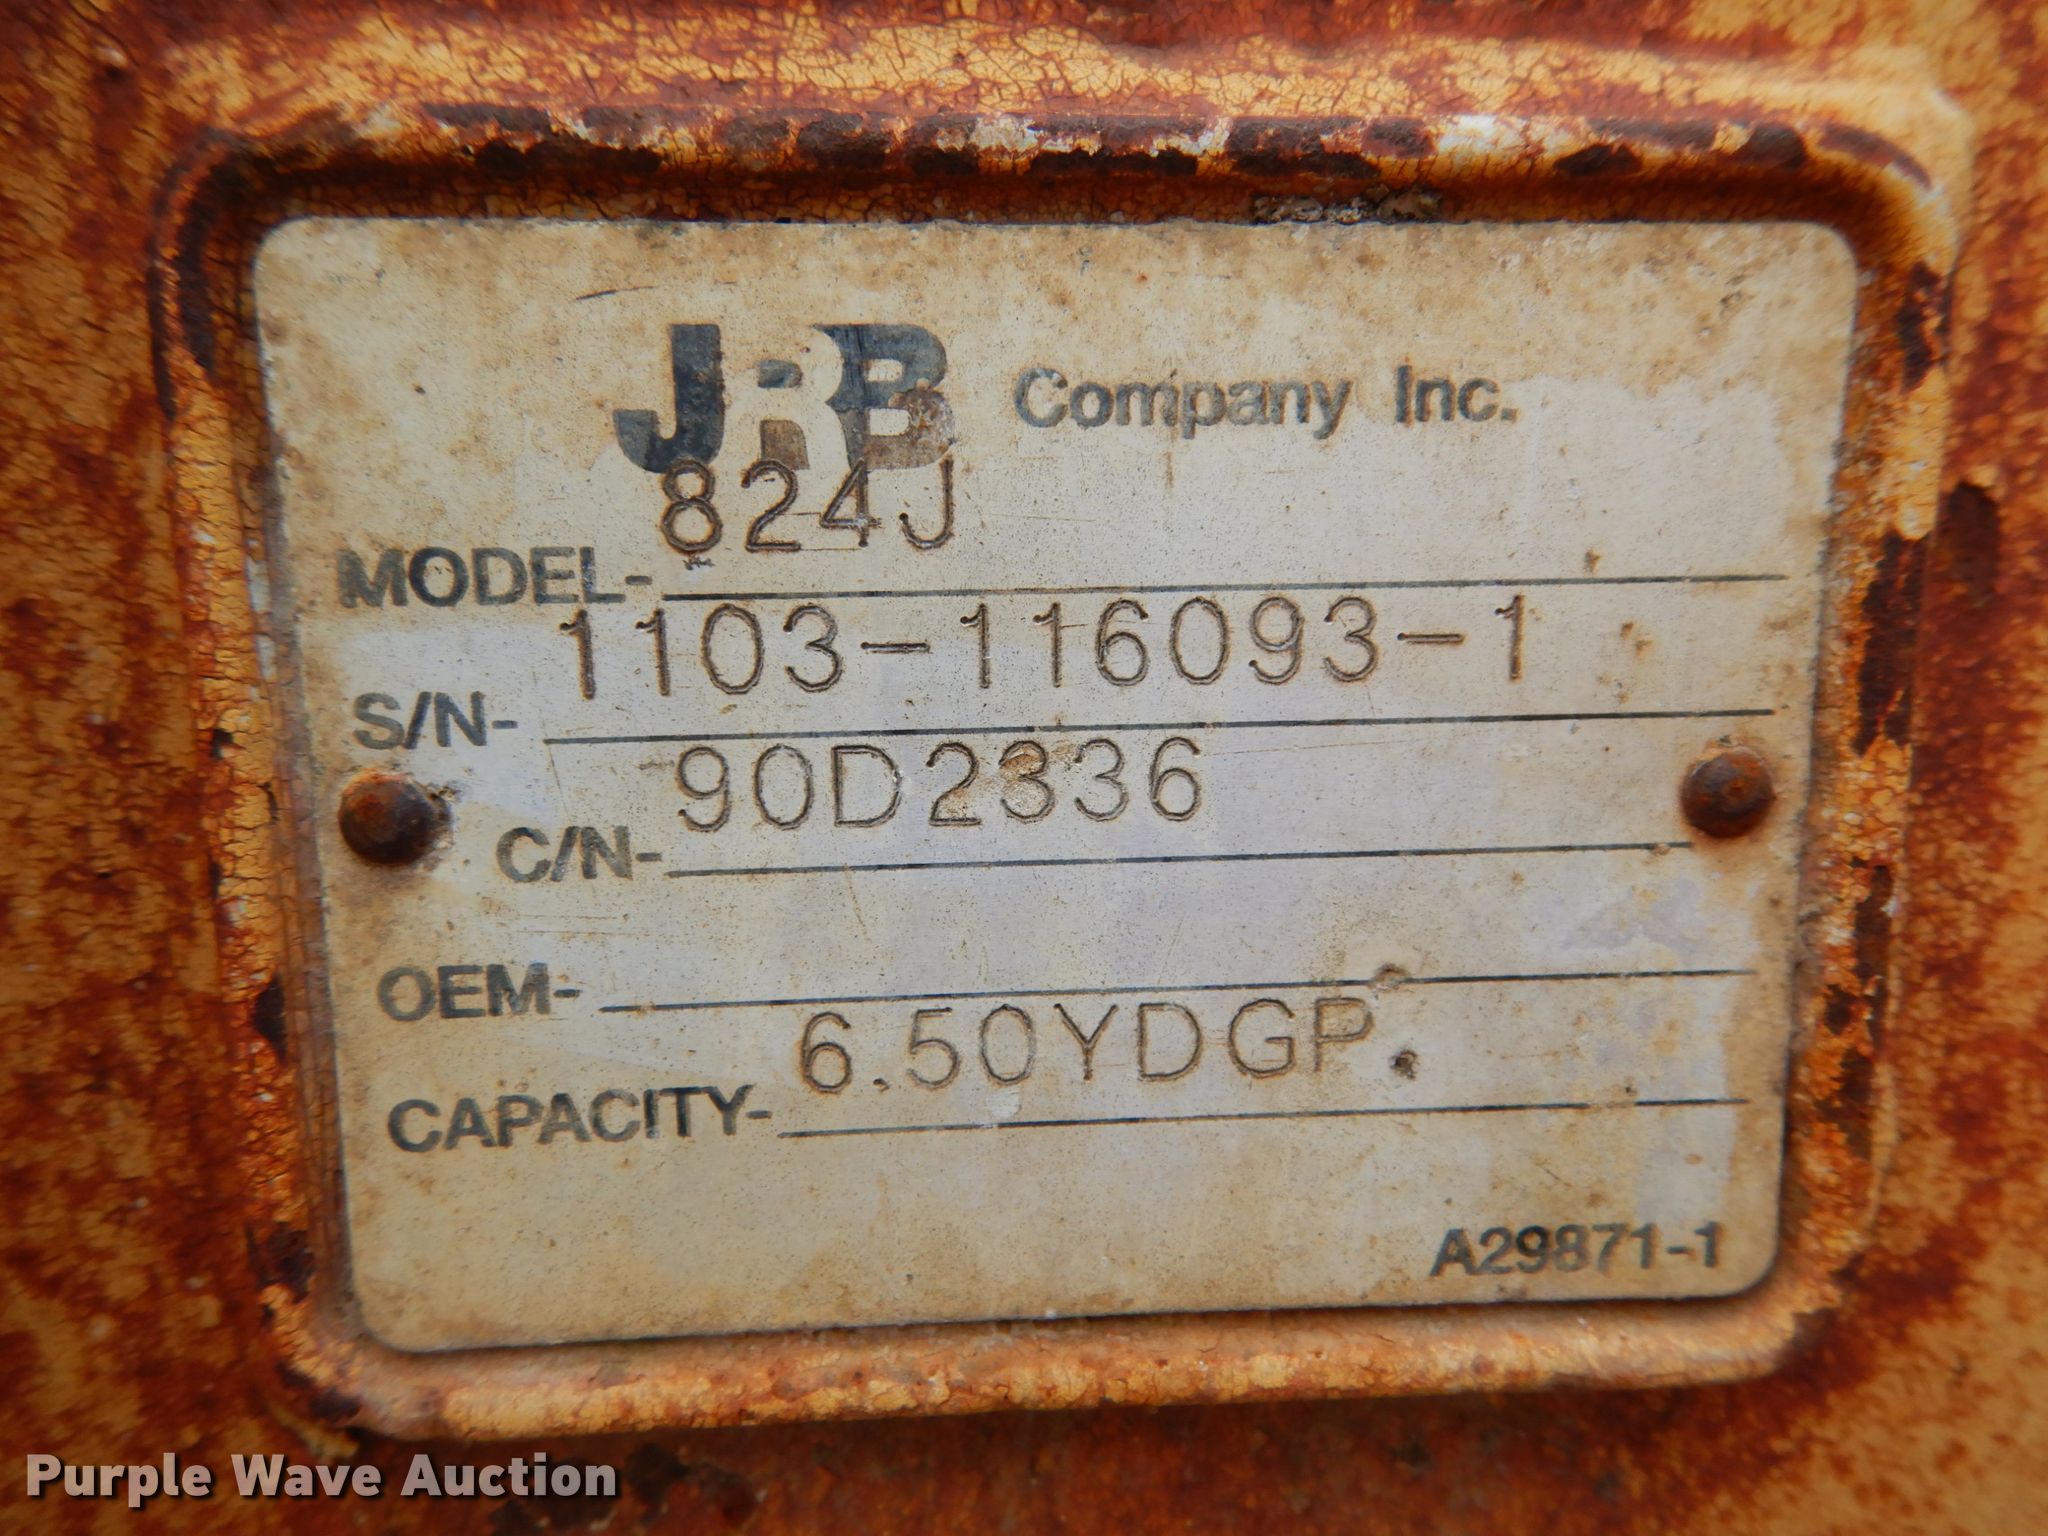 JRB Company Inc.
MODEL- 824J
S/N- 1103-116093-1
C/N- 90D2336
OEM-
CAPACITY- 6.50YDGP.
A29871-1
Purple Wave Auction